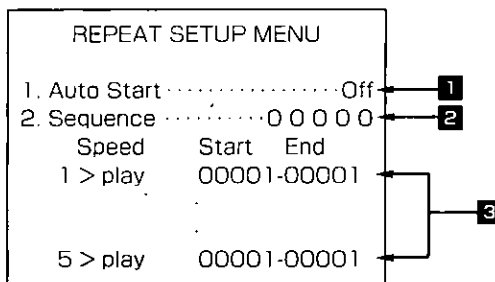 REPEAT SETUP MENU
1. Auto Start ·················Off 1
2. Sequence ·········0 0 0 0 0 2
Speed Start End
1 > play 00001-00001
3
5 > play 00001-00001